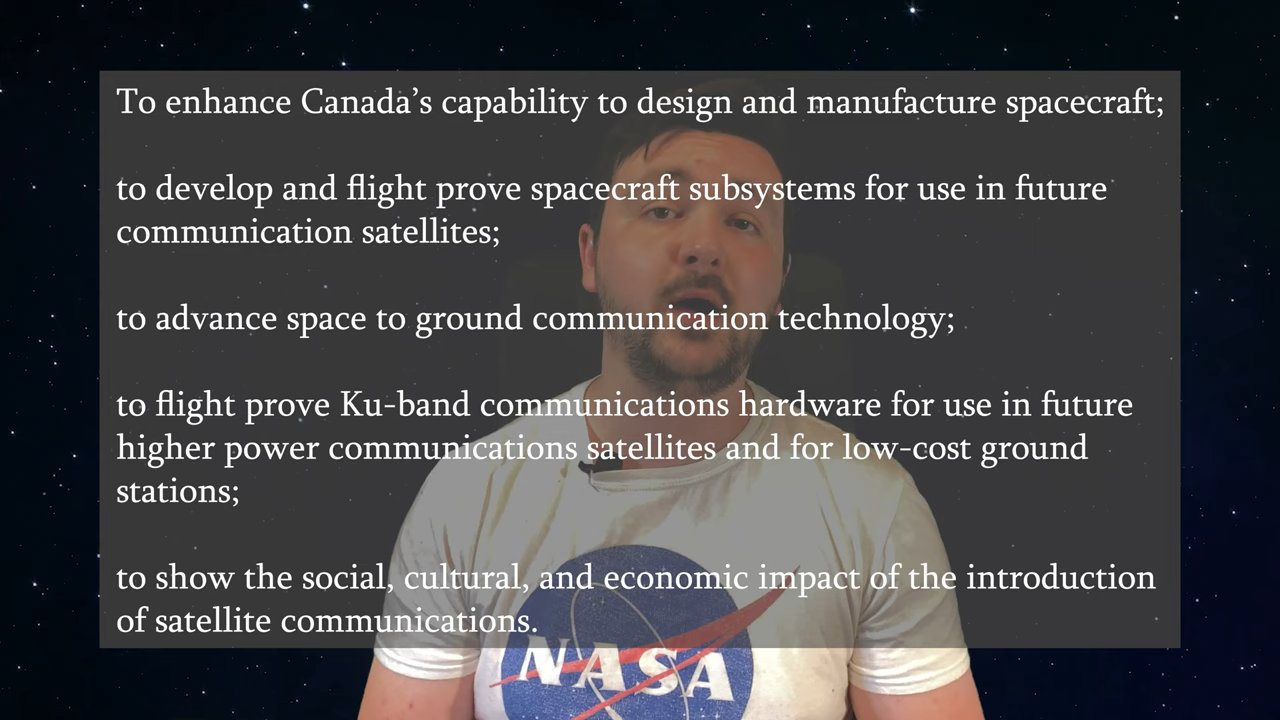 To enhance Canada’s capability to design and manufacture spacecraft;
to develop and flight prove spacecraft subsystems for use in future
communication satellites;
to advance space to ground communication technology;
to flight prove Ku-band communications hardware for use in future
higher power communications satellites and for low-cost ground
stations;
to show the social, cultural, and economic impact of the introduction
of satellite communications.
NASA